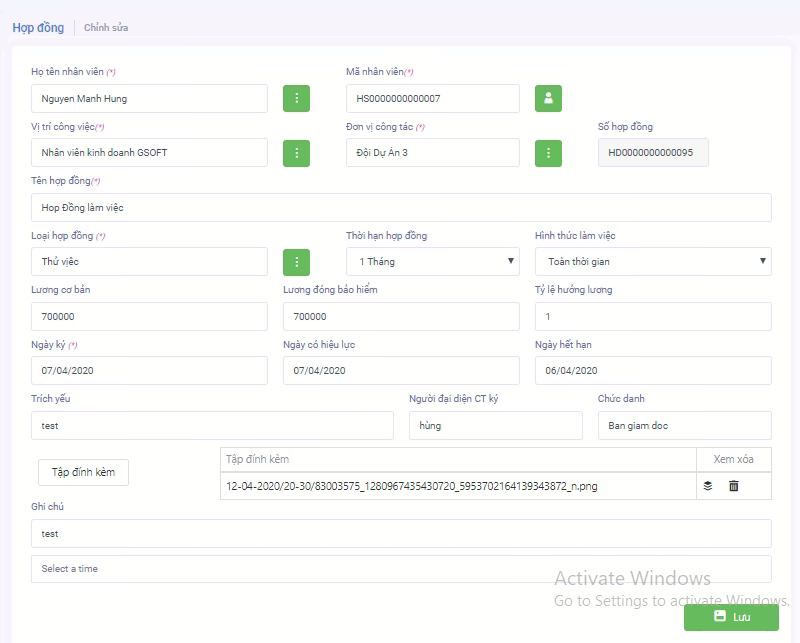 Hợp đồng Chỉnh sửa
Họ tên nhân viên (*) Mã nhân viên(*)
Nguyen Manh Hung HS0000000000007
Vị trí công việc(*) Đơn vị công tác (*) Số hợp đồng
Nhân viên kinh doanh GSOFT Đội Dự Án 3 HD0000000000095
Tên hợp đồng(*)
Hop Đồng làm việc
Loại hợp đồng (*) Thời hạn hợp đồng Hình thức làm việc
Thử việc 1 Tháng Toàn thời gian
Lương cơ bản Lương đóng bảo hiểm Tỷ lệ hưởng lương
700000 700000 1
Ngày ký (*) Ngày có hiệu lực Ngày hết hạn
07/04/2020 07/04/2020 06/04/2020
Trích yếu Người đại diện CT ký Chức danh
test hùng Ban giam doc
Tập đính kèm Xem xóa
Tập đính kèm 12-04-2020/20-30/83003575_1280967435430720_5953702164139343872_n.png
Ghi chú
test
Select a time
Activate Windows
Go to Settings to activate Windows.
Lưu